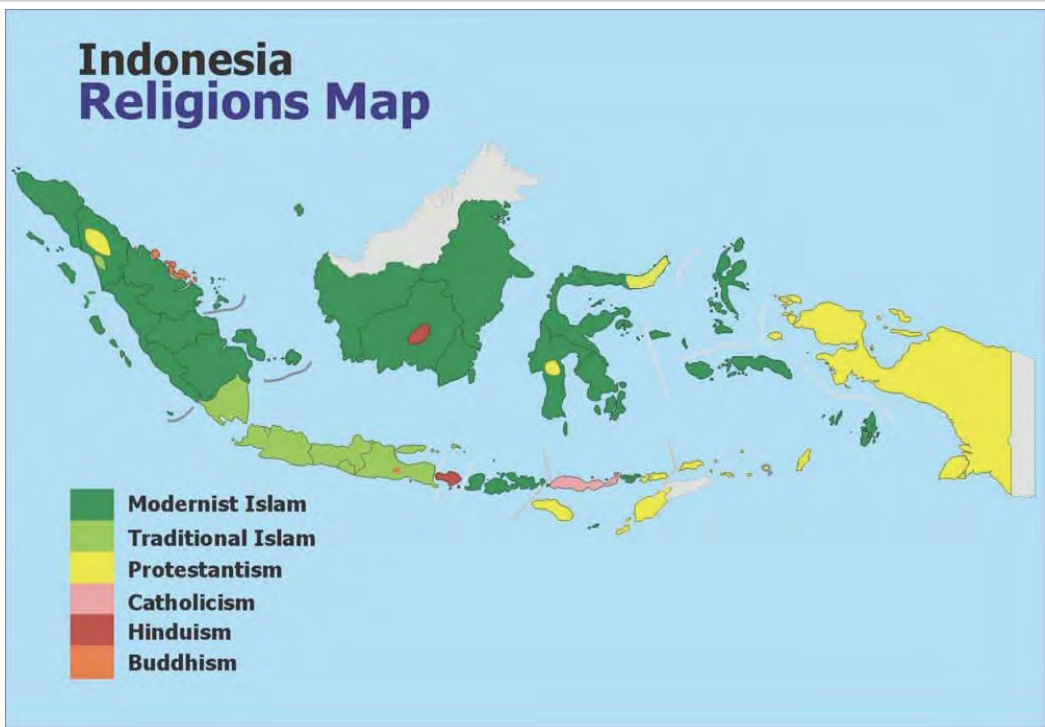 Indonesia
Religions Map
Modernist Islam
Traditional Islam
Protestantism
Catholicism
Hinduism
Buddhism